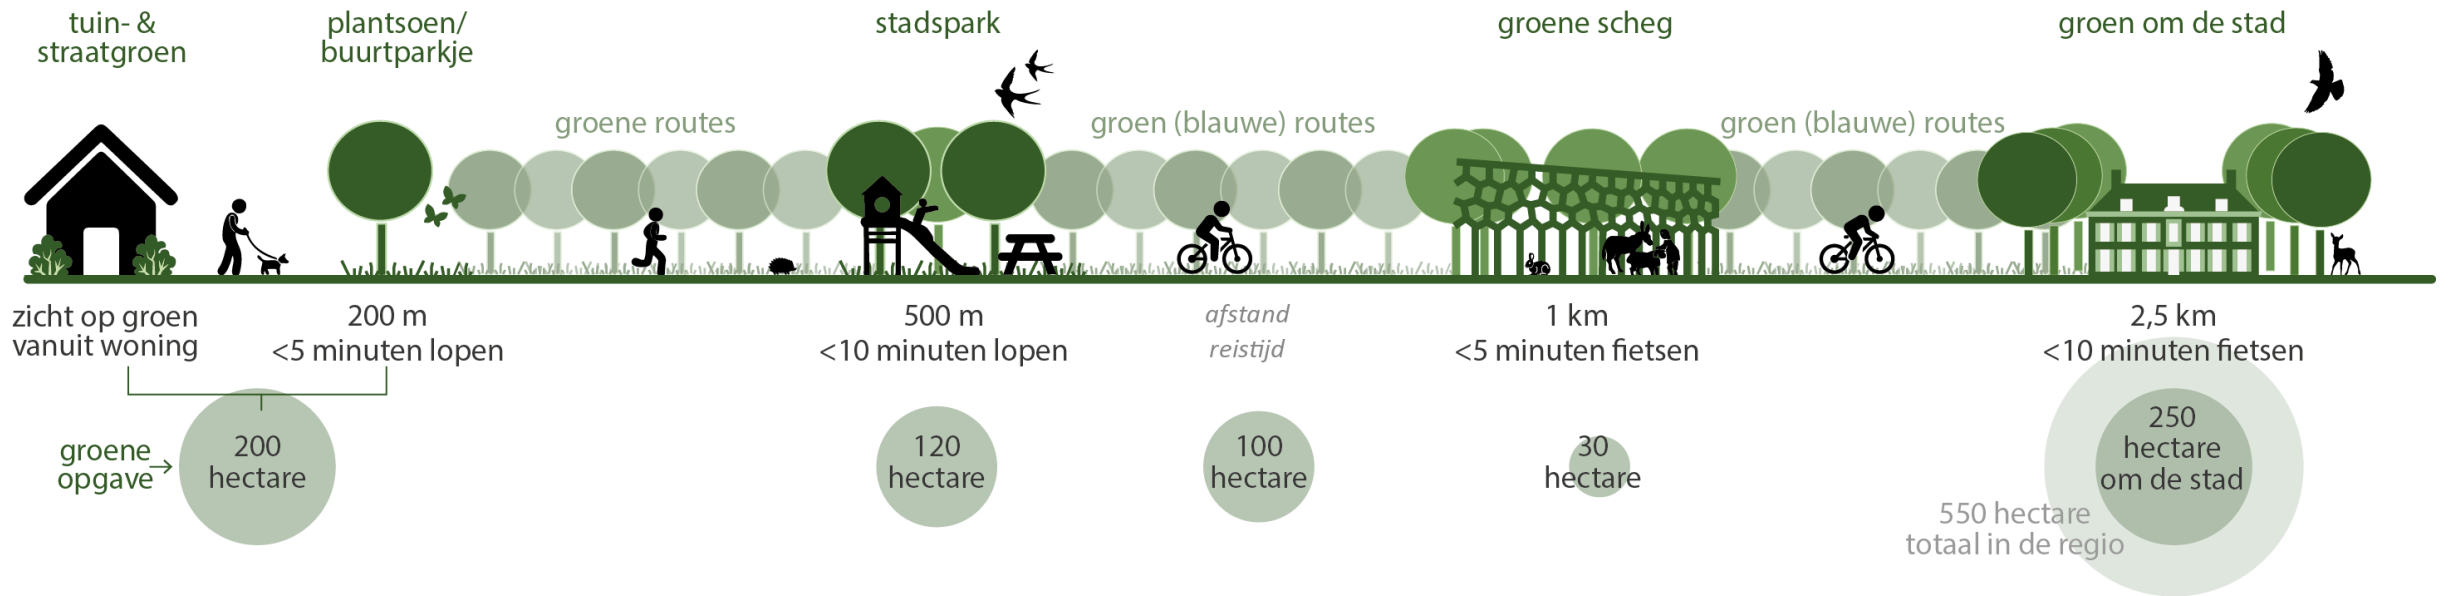 tuin- &
straatgroen
plantsoen/
buurtparkje
stadspark
groene scheg
groen om de stad
groene routes
groen (blauwe) routes
groen (blauwe) routes
zicht op groen
vanuit woning
200 m
<5 minuten lopen
500 m
<10 minuten lopen
afstand
reistijd
1 km
<5 minuten fietsen
2,5 km
<10 minuten fietsen
groene
opgave
200
hectare
120
hectare
100
hectare
30
hectare
250
hectare
om de stad
550 hectare
totaal in de regio